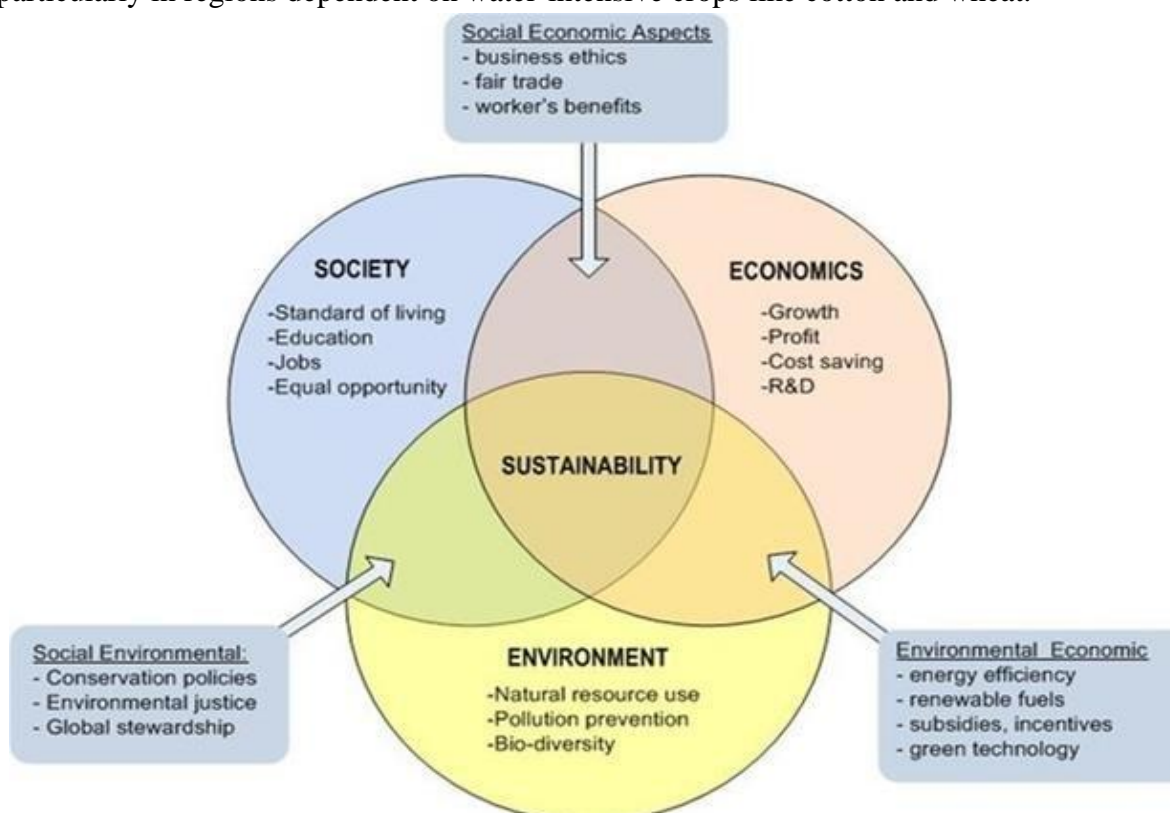 particularly in regions dependent on water-intensive crops like cotton and wheat.
Social Economic Aspects
- business ethics
- fair trade
- worker's benefits
SOCIETY
-Standard of living
-Education
-Jobs
-Equal opportunity
ECONOMICS
-Growth
-Profit
-Cost saving
-R&D
SUSTAINABILITY
Social Environmental:
- Conservation policies
- Environmental justice
- Global stewardship
ENVIRONMENT
-Natural resource use
-Pollution prevention
-Bio-diversity
Environmental Economic
- energy efficiency
- renewable fuels
- subsidies, incentives
- green technology